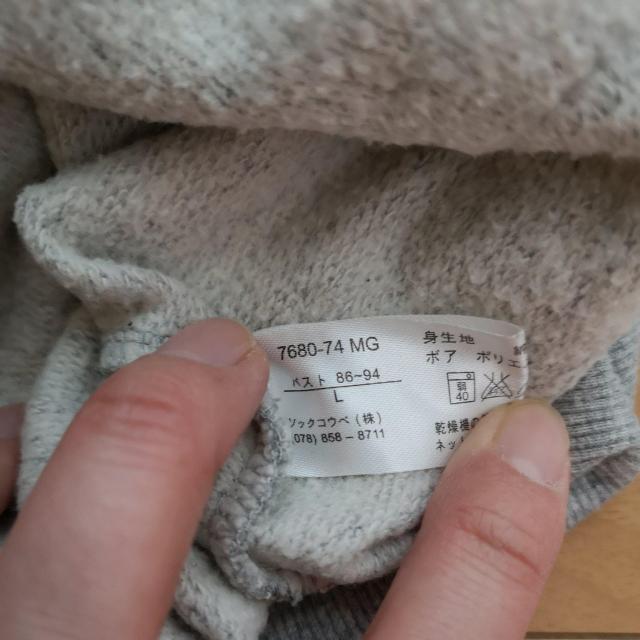 7680-74 MG
バスト 86~94
L
ソックコウベ (株)
(078) 858-8711
身生地
ボア ポリエ
弱
40
乾燥機
ネッ